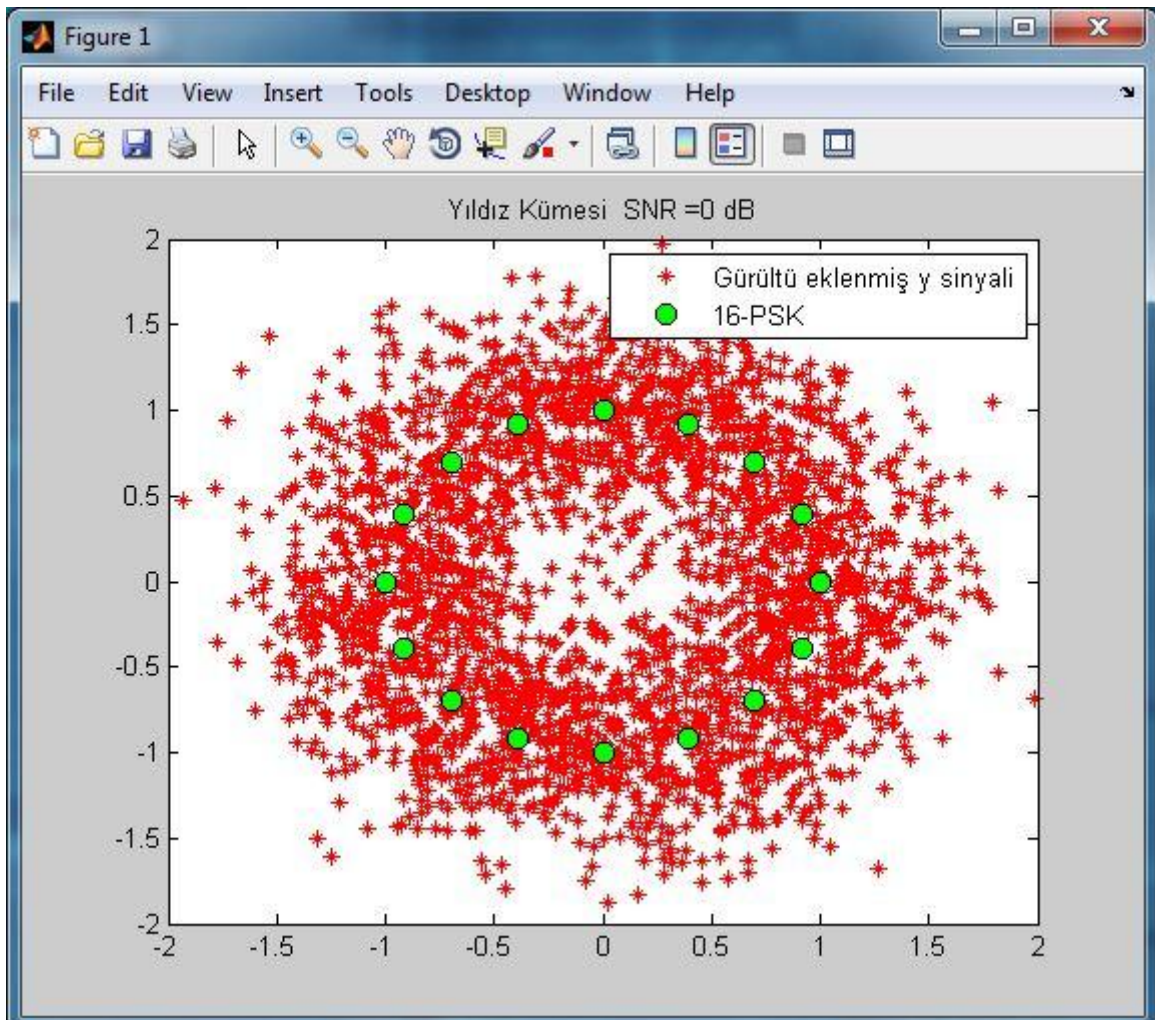 Figure 1
File Edit View Insert Tools Desktop Window Help
Yıldız Kümesi SNR =0 dB
Gürültü eklenmiş y sinyali
16-PSK
2
1.5
1
0.5
0
-0.5
-1
-1.5
-2
-2 -1.5 -1 -0.5 0 0.5 1 1.5 2